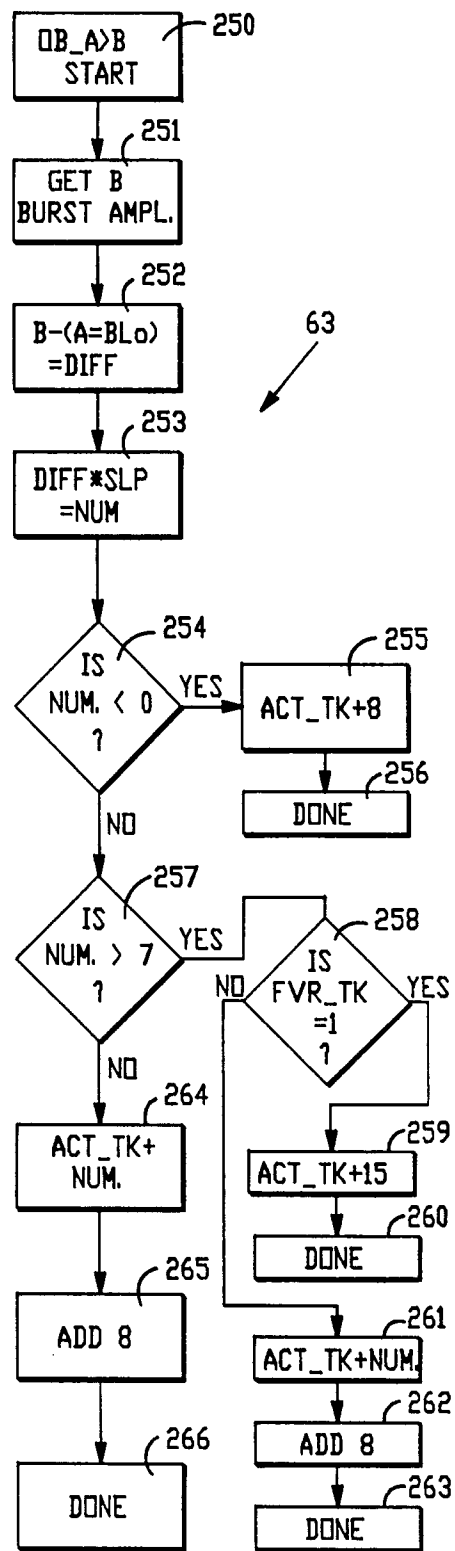 250
□B_A>B
START
251
GET B
BURST AMPL.
252
B-(A=BLo)
=DIFF
63
253
DIFF*SLP
=NUM
254
IS
NUM. < 0
?
YES
255
ACT_TK+8
256
DONE
NO
257
IS
NUM. > 7
?
YES
258
IS
FVR_TK
=1
?
NO
YES
NO
264
ACT_TK+
NUM.
259
ACT_TK+15
260
DONE
265
ADD 8
261
ACT_TK+NUM.
262
ADD 8
266
DONE
263
DONE